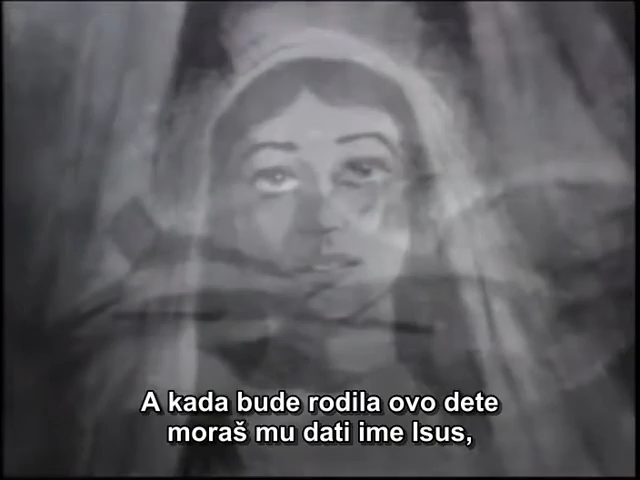 A kada bude rodila ovo dete
moraš mu dati ime Isus,